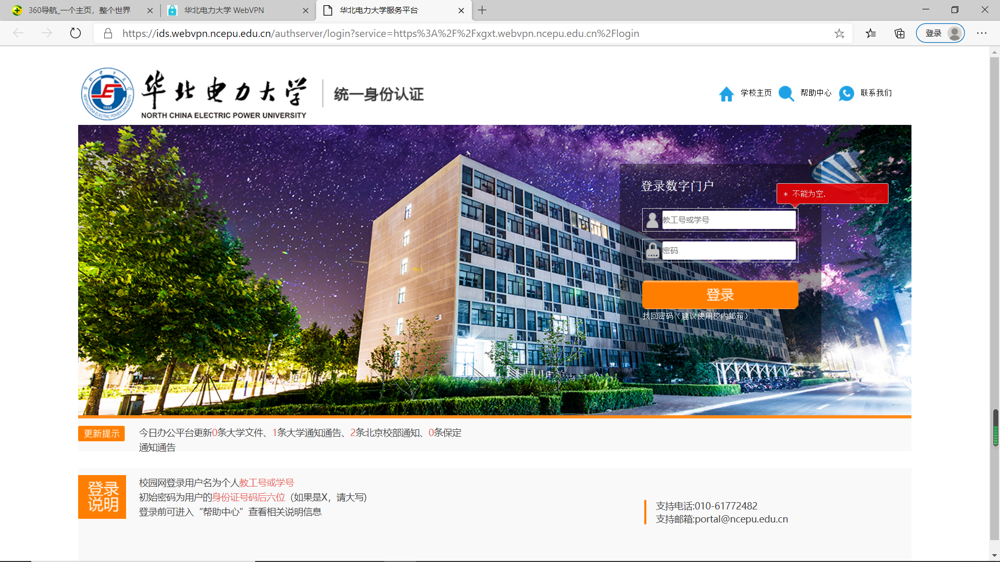 360导航_一个主页，整个世界
华北电力大学 WebVPN
华北电力大学服务平台
https://ids.webvpn.ncepu.edu.cn/authserver/login?service=https%3A%2F%2Fxgxt.webvpn.ncepu.edu.cn%2Flogin
登录
华北电力大学
NORTH CHINA ELECTRIC POWER UNIVERSITY
1958
统一身份认证
学校主页
帮助中心
联系我们
登录数字门户
* 不能为空.
教工号或学号
密码
登录
找回密码（建议使用校内邮箱）
更新提示
今日办公平台更新0条大学文件、1条大学通知通告、2条北京校部通知、0条保定
通知通告
登录
说明
校园网登录用户名为个人教工号或学号
初始密码为用户的身份证号码后六位（如果是X，请大写）
登录前可进入“帮助中心”查看相关说明信息
支持电话:010-61772482
支持邮箱:portal@ncepu.edu.cn